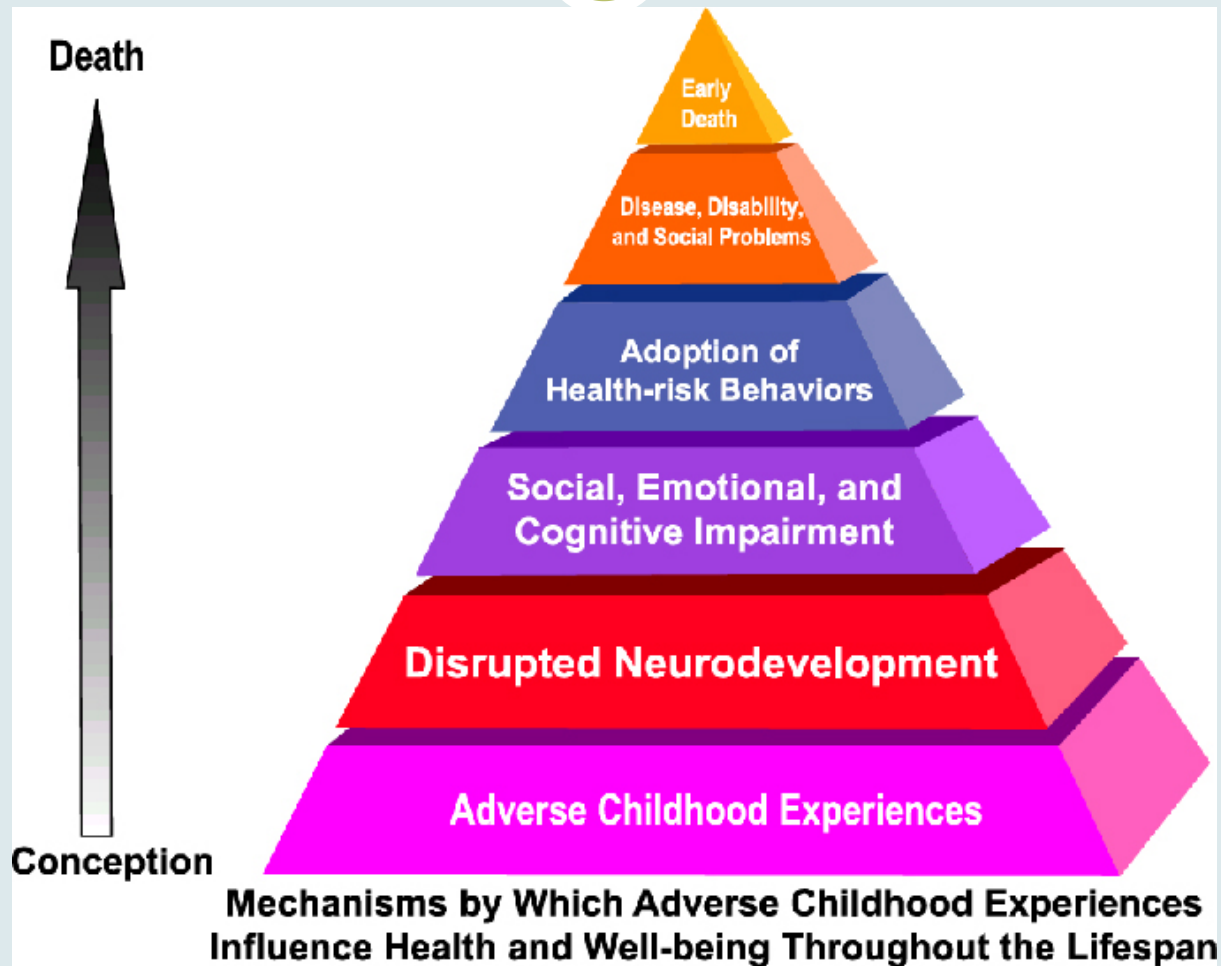 Death
Early
Death
Disease, Disability,
and Social Problems
Adoption of
Health-risk Behaviors
Social, Emotional, and
Cognitive Impairment
Disrupted Neurodevelopment
Adverse Childhood Experiences
Conception
Mechanisms by Which Adverse Childhood Experiences
Influence Health and Well-being Throughout the Lifespan